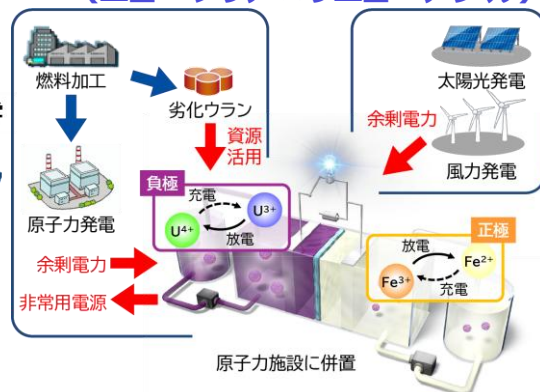 燃料加工
劣化ウラン
資源
活用
原子力発電
太陽光発電
余剰電力
風力発電
負極
充電
U³⁺
U⁴⁺
放電
正極
放電
Fe²⁺
Fe³⁺
充電
余剰電力
非常用電源
原子力施設に併置